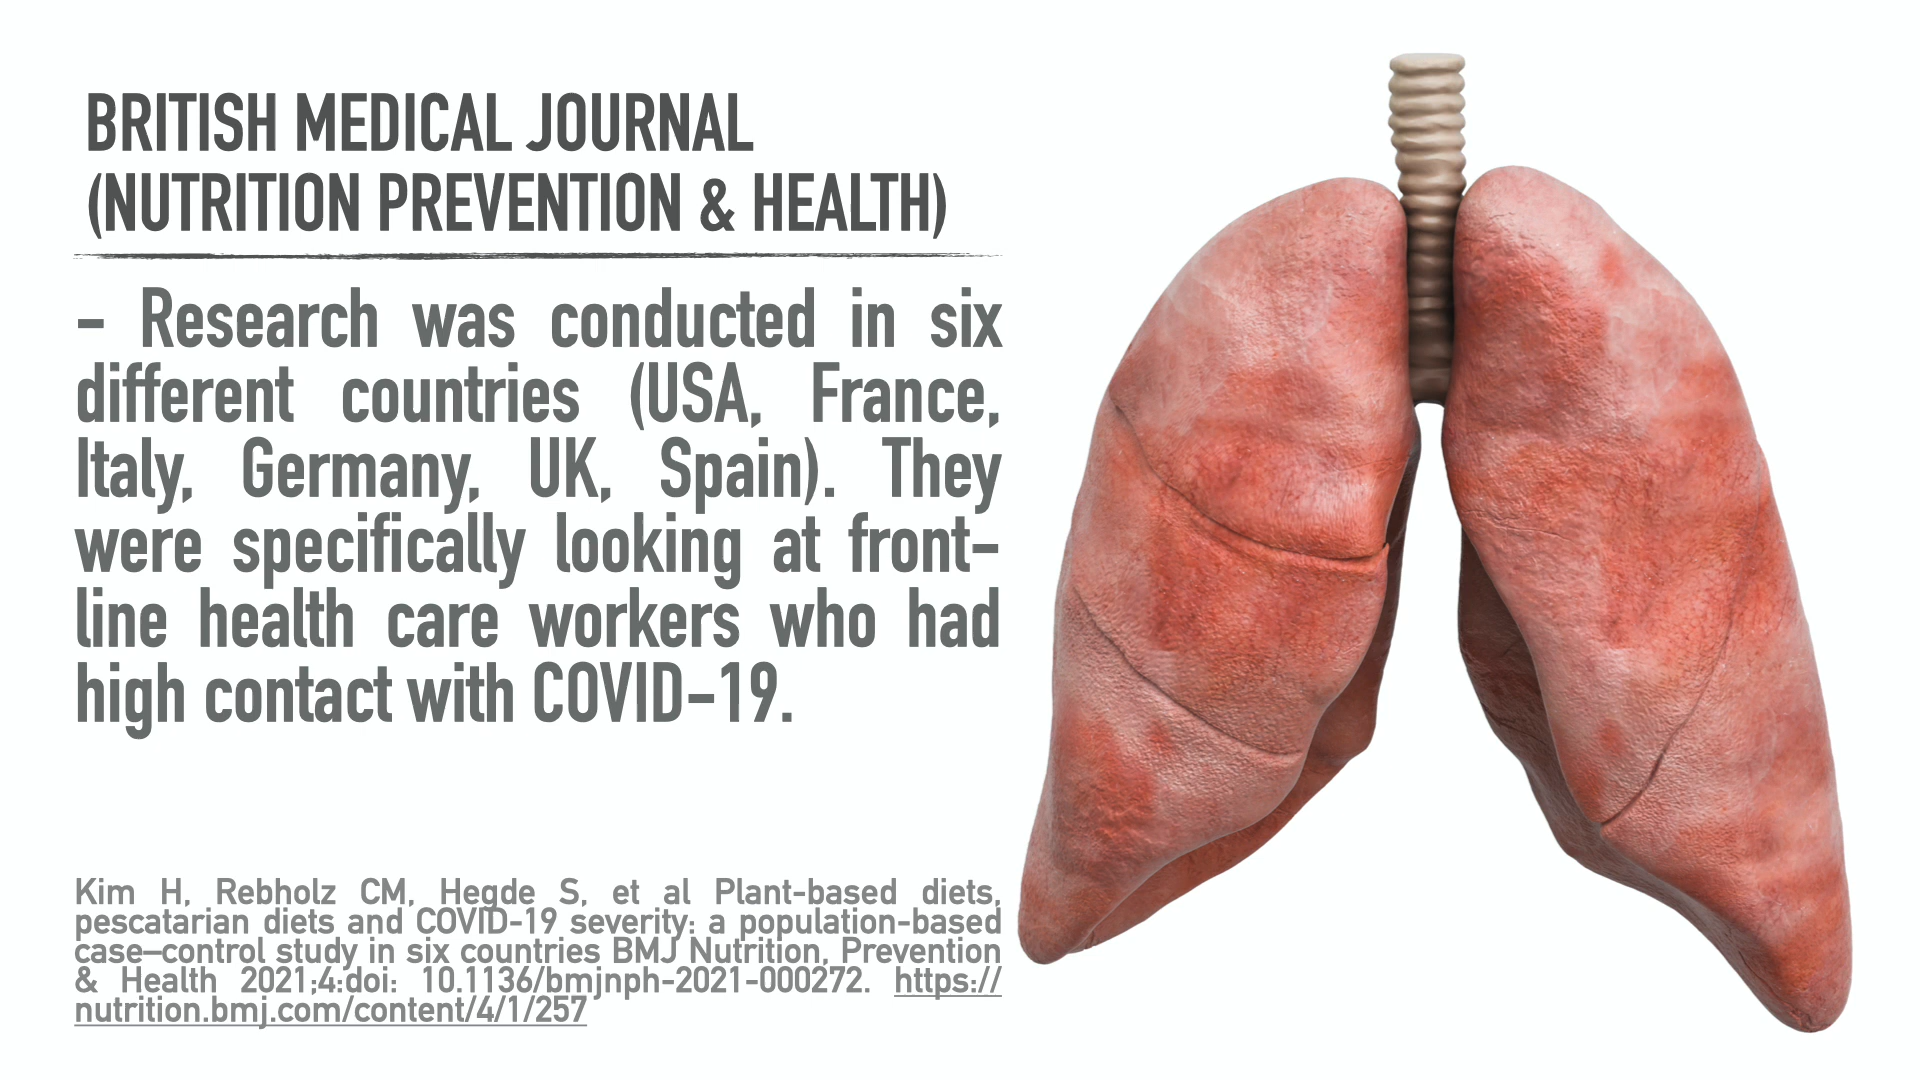 BRITISH MEDICAL JOURNAL
(NUTRITION PREVENTION & HEALTH)
- Research was conducted in six
different countries (USA, France,
Italy, Germany, UK, Spain). They
were specifically looking at front-
line health care workers who had
high contact with COVID-19.
Kim H, Rebholz CM, Hegde S, et al Plant-based diets,
pescatarian diets and COVID-19 severity: a population-based
case–control study in six countries BMJ Nutrition, Prevention
& Health 2021;4:doi: 10.1136/bmjnph-2021-000272. https://
nutrition.bmj.com/content/4/1/257